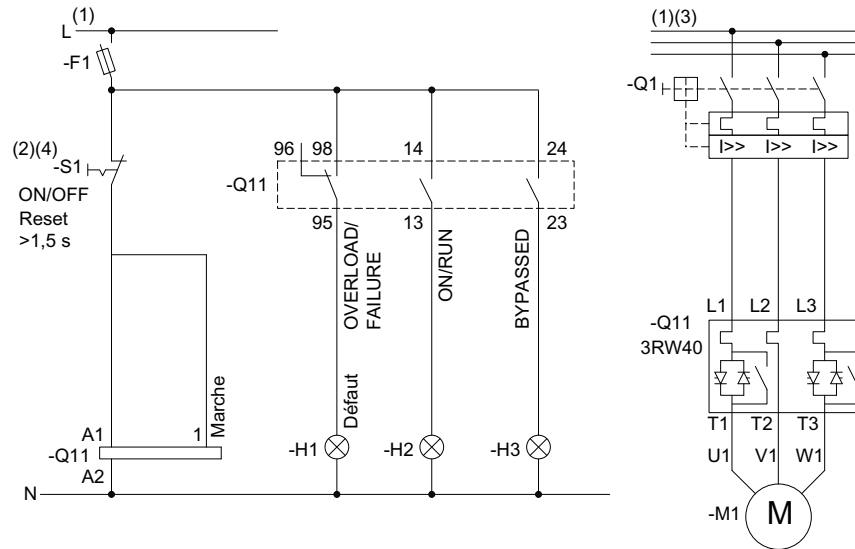 (1)
L
-F1
(2)(4)
-S1
ON/OFF
Reset
>1,5 s
96 98 14 24
-Q11
95 13 23
OVERLOAD/
FAILURE
ON/RUN
BYPASSED
Défaut
Marche
A1 1
-Q11
A2
-H1 -H2 -H3
N
(1)(3)
-Q1
I>> I>> I>>
L1 L2 L3
-Q11
3RW40
T1 T2 T3
U1 V1 W1
-M1
M